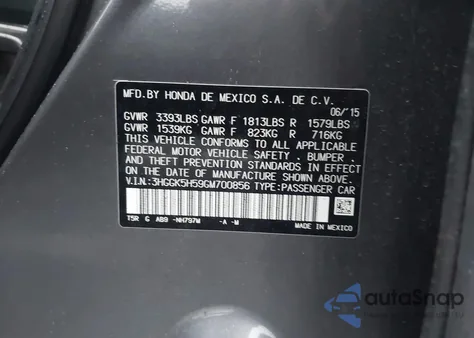 MFD.BY HONDA DE MEXICO S.A. DE C.V.
06/15
GVWR 3393LBS GAWR F 1813LBS R 1579LBS
GVWR 1539KG GAWR F 823KG R 716KG
THIS VEHICLE CONFORMS TO ALL APPLICABLE
FEDERAL MOTOR VEHICLE SAFETY, BUMPER ,
AND THEFT PREVENTION STANDARDS IN EFFECT
ON THE DATE OF MANUFACTURE SHOWN ABOVE.
V.I.N.:3HGGK5H59GM700856 TYPE:PASSENGER CAR
T5R G AB9 -NH797M -A -M
MADE IN MEXICO
autoSnap